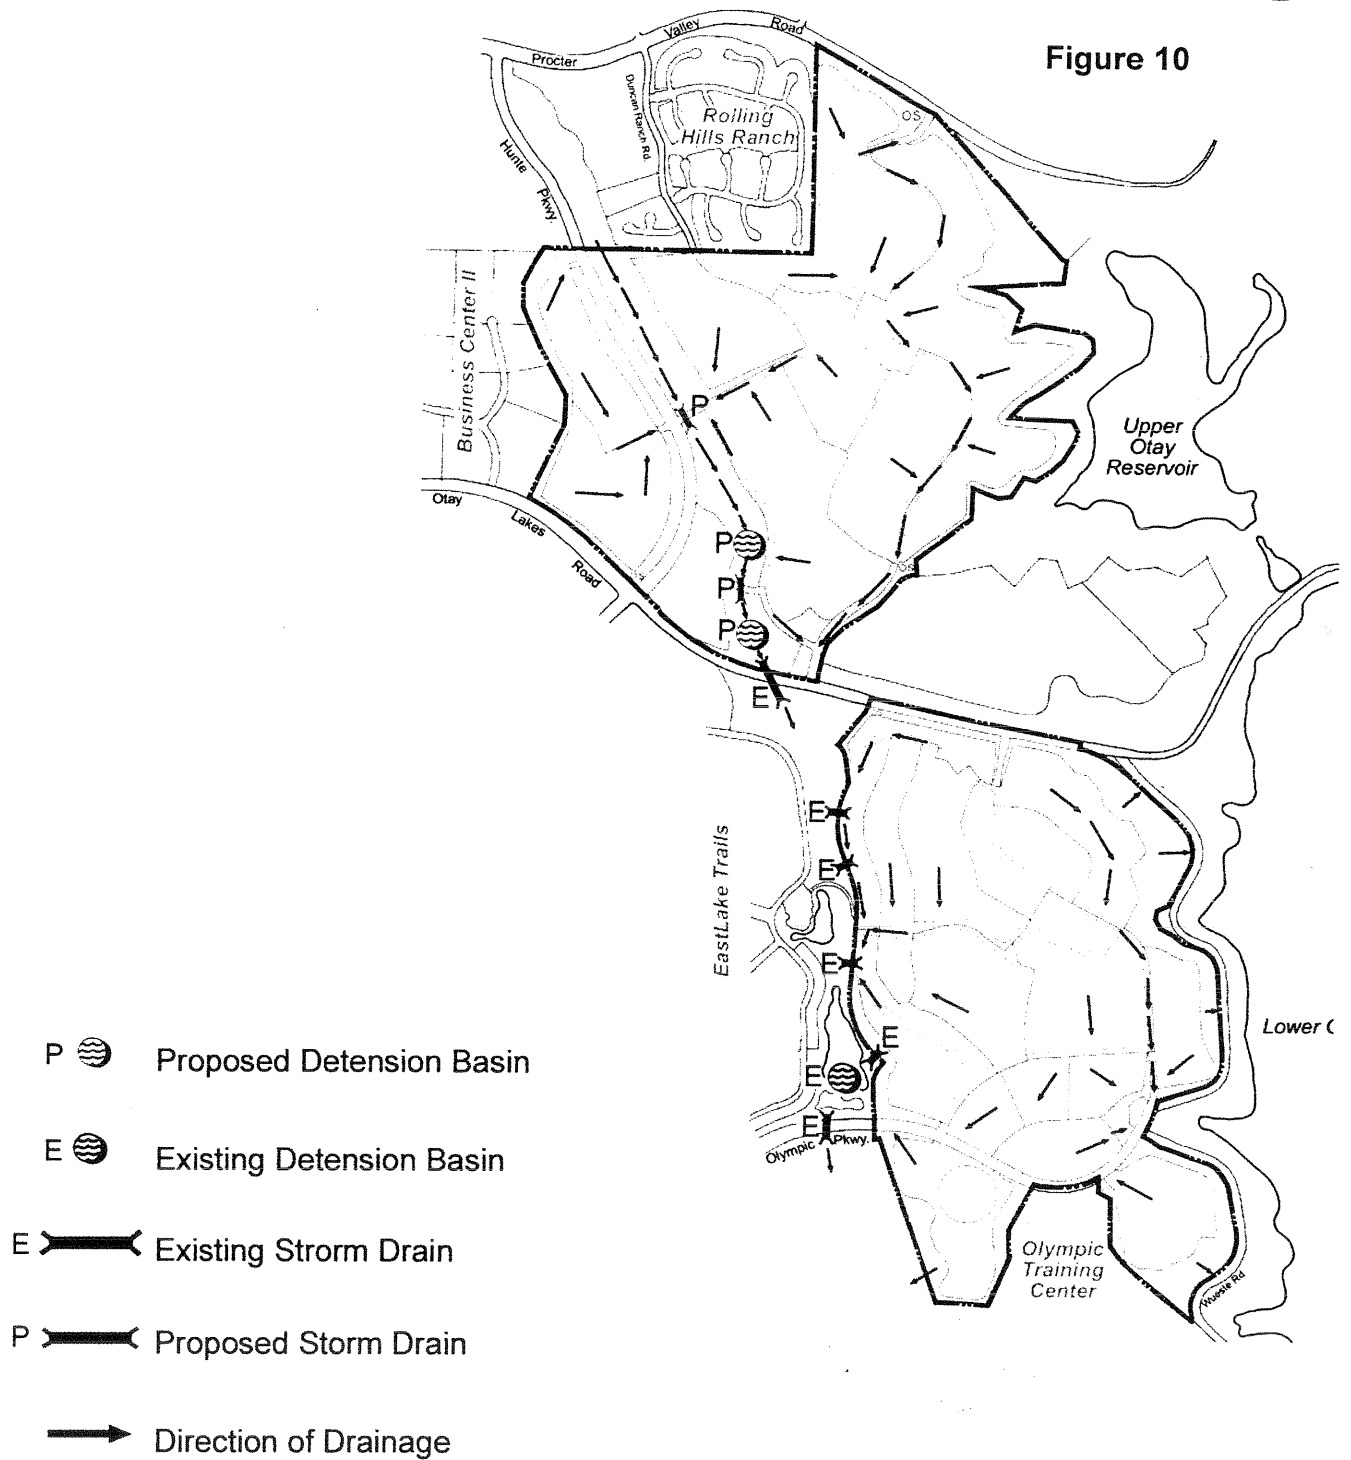 Figure 10
Procter Valley Road
Duncan Ranch Rd.
Rolling
Hills Ranch
OS
Hunte Pkwy.
Business Center II
P
Upper
Otay
Reservoir
Otay Lakes Road
P
P
P
E
E
E
EastLake Trails
E
E
E
E
Olympic Pkwy.
Lower
Olympic
Training
Center
Wueste Rd
P Proposed Detension Basin
E Existing Detension Basin
E Existing Strorm Drain
P Proposed Storm Drain
Direction of Drainage